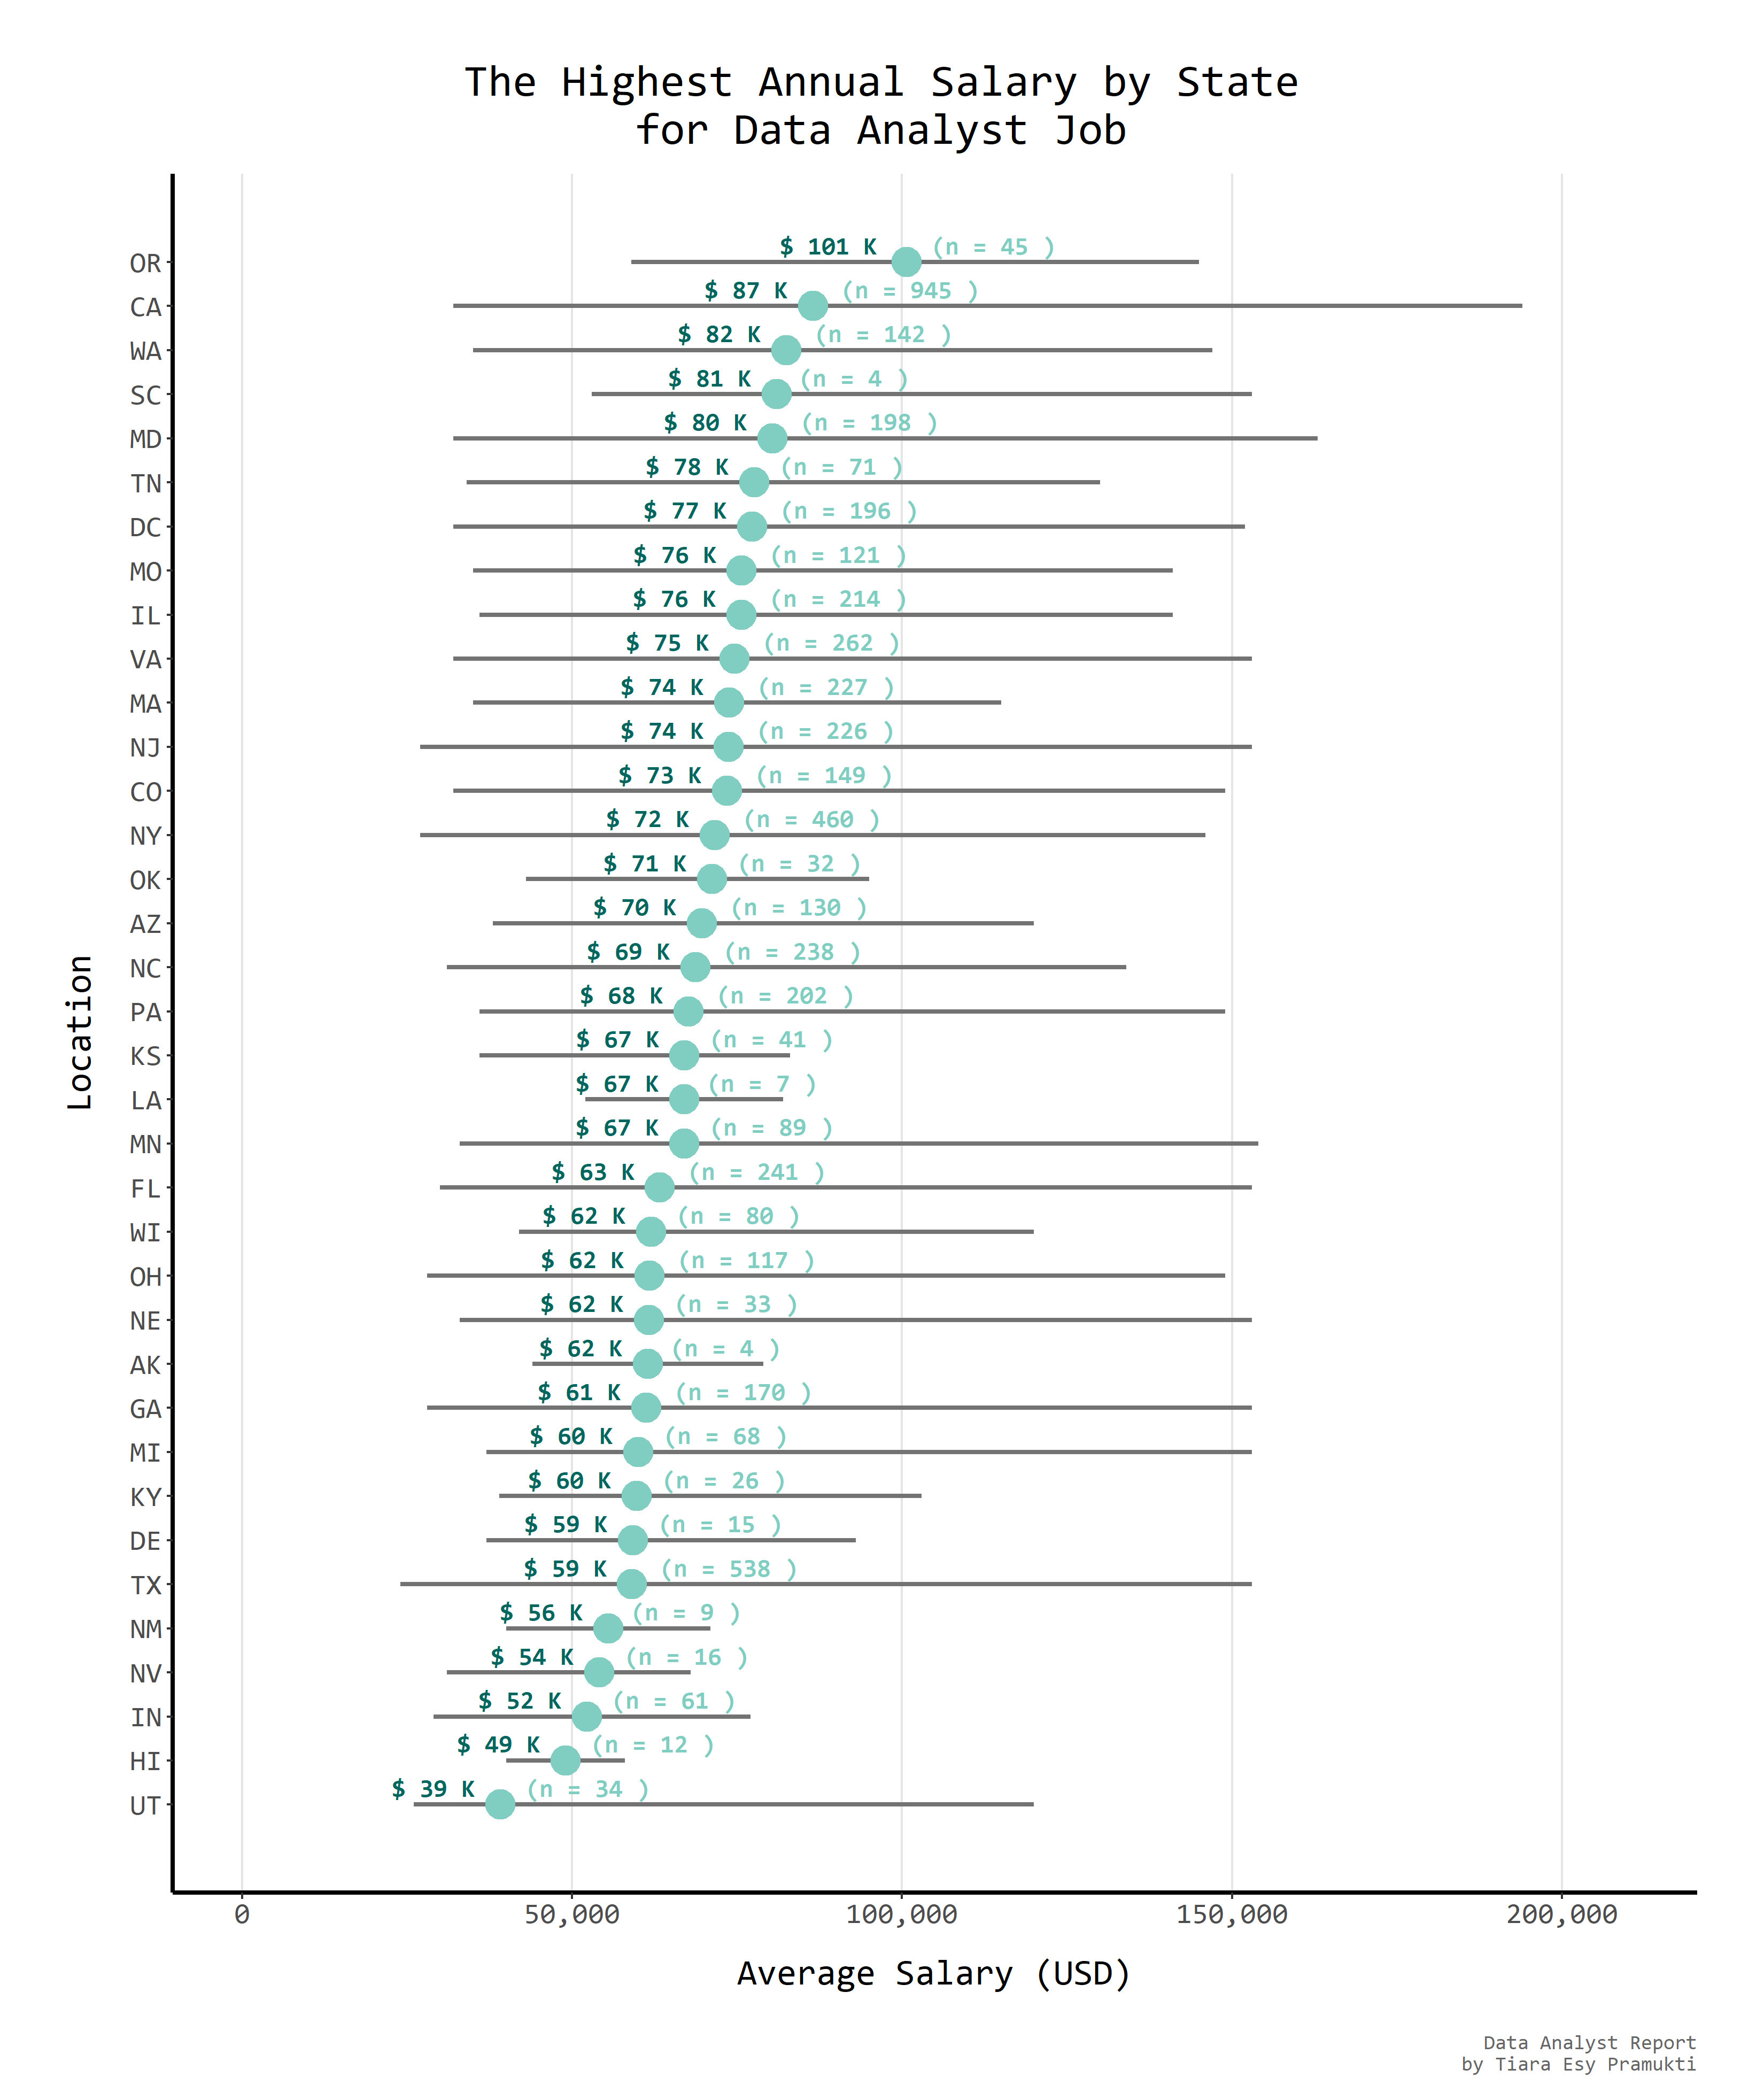 The Highest Annual Salary by State
for Data Analyst Job
Location
OR $ 101 K (n = 45 )
CA $ 87 K (n = 945 )
WA $ 82 K (n = 142 )
SC $ 81 K (n = 4 )
MD $ 80 K (n = 198 )
TN $ 78 K (n = 71 )
DC $ 77 K (n = 196 )
MO $ 76 K (n = 121 )
IL $ 76 K (n = 214 )
VA $ 75 K (n = 262 )
MA $ 74 K (n = 227 )
NJ $ 74 K (n = 226 )
CO $ 73 K (n = 149 )
NY $ 72 K (n = 460 )
OK $ 71 K (n = 32 )
AZ $ 70 K (n = 130 )
NC $ 69 K (n = 238 )
PA $ 68 K (n = 202 )
KS $ 67 K (n = 41 )
LA $ 67 K (n = 7 )
MN $ 67 K (n = 89 )
FL $ 63 K (n = 241 )
WI $ 62 K (n = 80 )
OH $ 62 K (n = 117 )
NE $ 62 K (n = 33 )
AK $ 62 K (n = 4 )
GA $ 61 K (n = 170 )
MI $ 60 K (n = 68 )
KY $ 60 K (n = 26 )
DE $ 59 K (n = 15 )
TX $ 59 K (n = 538 )
NM $ 56 K (n = 9 )
NV $ 54 K (n = 16 )
IN $ 52 K (n = 61 )
HI $ 49 K (n = 12 )
UT $ 39 K (n = 34 )
0 50,000 100,000 150,000 200,000
Average Salary (USD)
Data Analyst Report
by Tiara Esy Pramukti